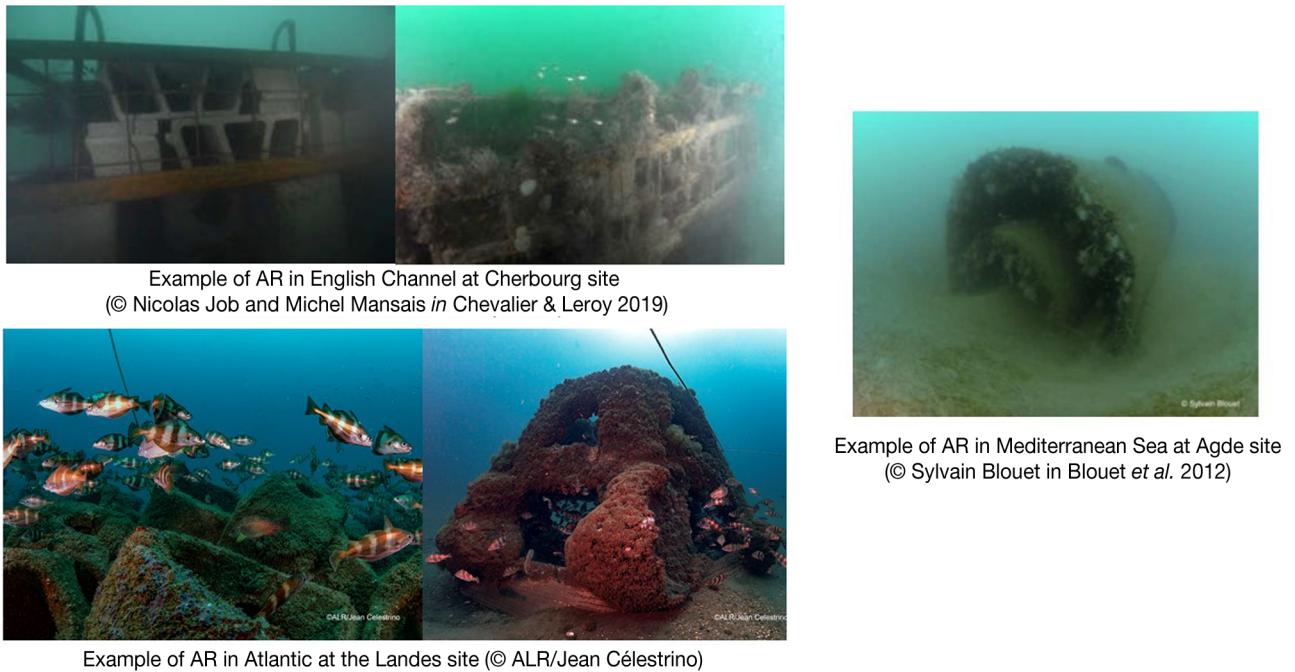 Example of AR in English Channel at Cherbourg site
(© Nicolas Job and Michel Mansais in Chevalier & Leroy 2019)
©ALR/Jean Celestrino
©ALR/Jean Celestrino
Example of AR in Atlantic at the Landes site (© ALR/Jean Célestrino)
© Sylvain Blouet
Example of AR in Mediterranean Sea at Agde site
(© Sylvain Blouet in Blouet et al. 2012)